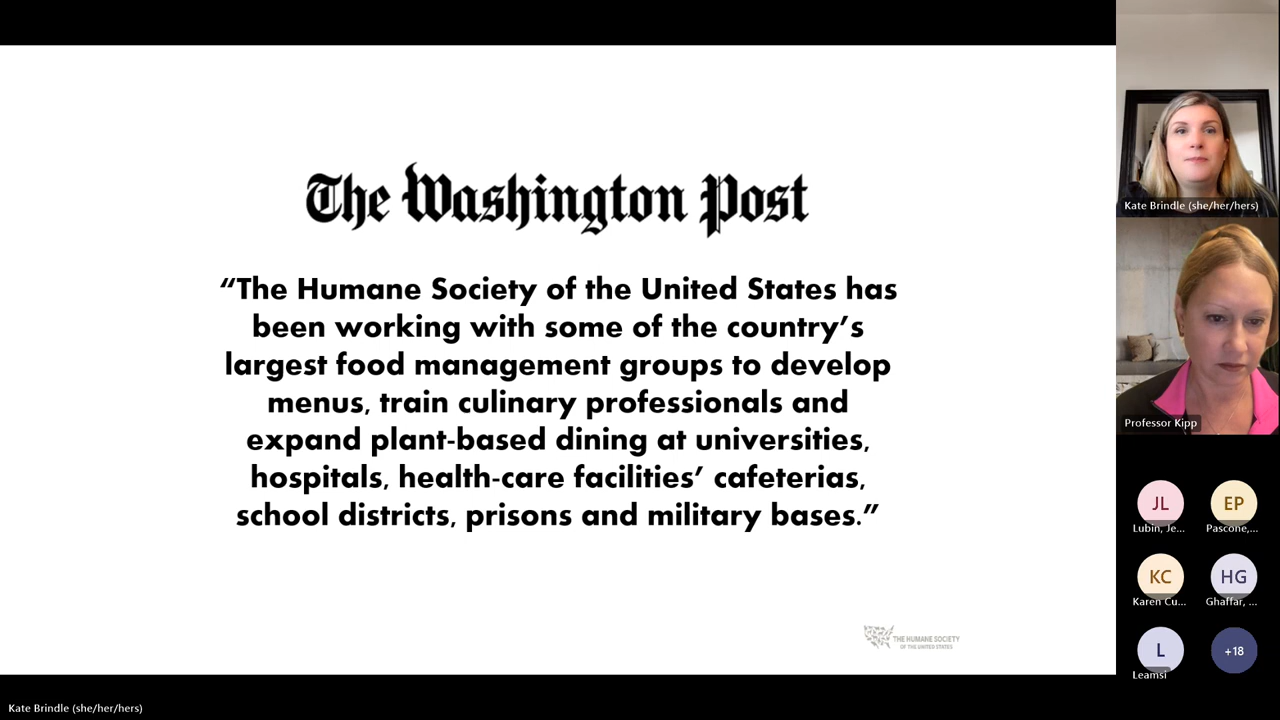 The Washington Post
“The Humane Society of the United States has
been working with some of the country’s
largest food management groups to develop
menus, train culinary professionals and
expand plant-based dining at universities,
hospitals, health-care facilities’ cafeterias,
school districts, prisons and military bases.”
THE HUMANE SOCIETY
OF THE UNITED STATES
Kate Brindle (she/her/hers)
Kate Brindle (she/her/hers)
Professor Kipp
JL EP
Lubin, Je... Pascone,...
KC HG
Karen Cu... Ghaffar, ...
L +18
Leamsi